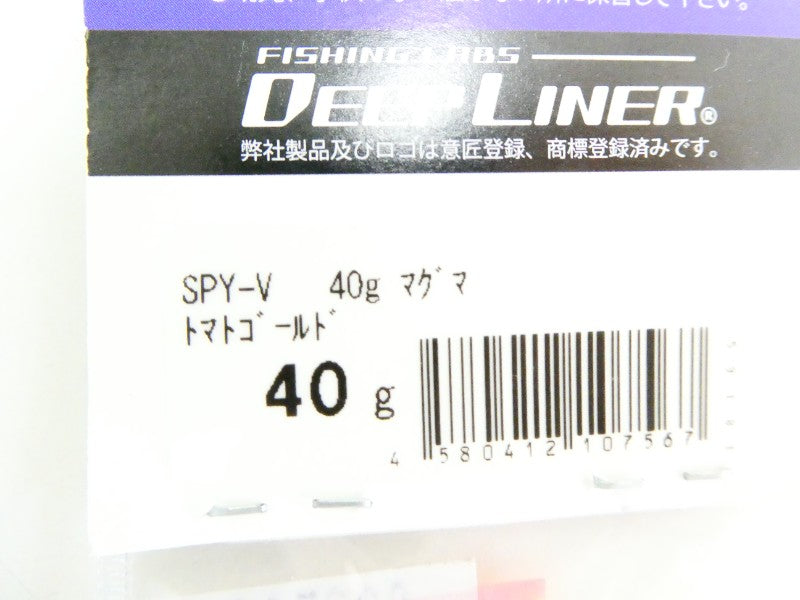 FISHING LABS
DEEP LINER®
弊社製品及びロゴは意匠登録、商標登録済みです。
SPY-V 40g ﾏｸﾞﾏ
ﾄﾏﾄｺﾞｰﾙﾄﾞ
40 g
4 580412 107567